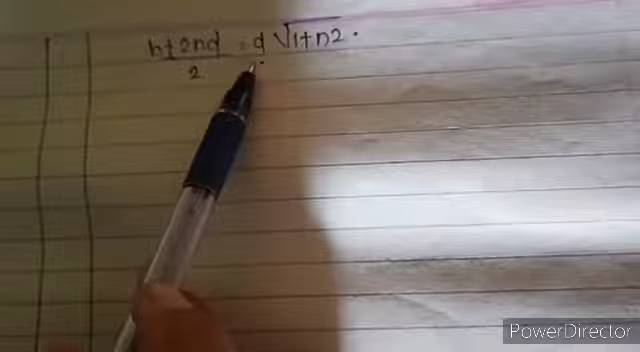 b+2nd = d √1+n2.
2
PowerDirector